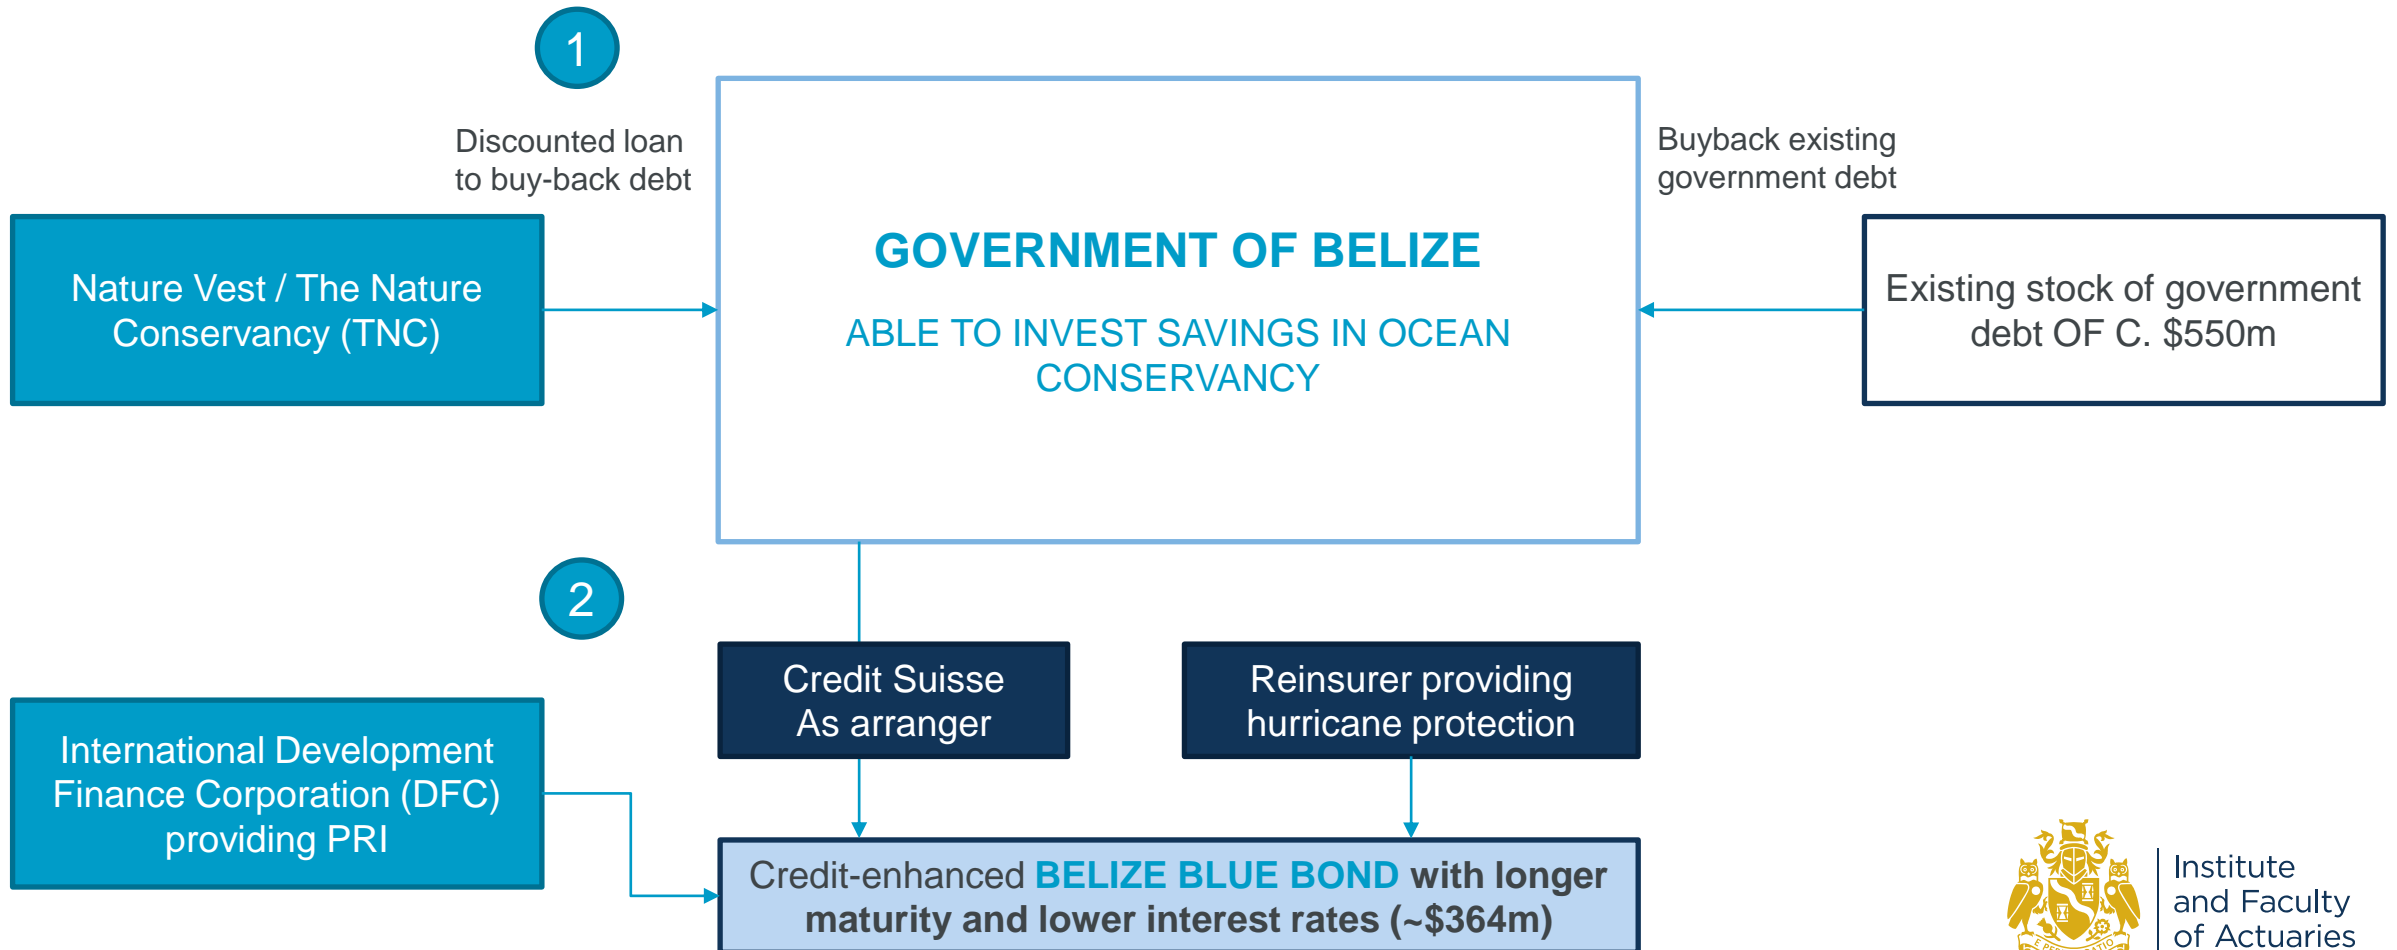 1
Discounted loan
to buy-back debt
Buyback existing
government debt
Nature Vest / The Nature
Conservancy (TNC)
GOVERNMENT OF BELIZE
ABLE TO INVEST SAVINGS IN OCEAN
CONSERVANCY
Existing stock of government
debt OF C. $550m
2
Credit Suisse
As arranger
Reinsurer providing
hurricane protection
International Development
Finance Corporation (DFC)
providing PRI
Credit-enhanced BELIZE BLUE BOND with longer
maturity and lower interest rates (~$364m)
Institute
and Faculty
of Actuaries